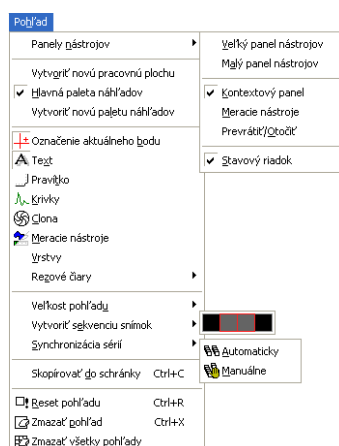 Pohľad
Panely nástrojov
Vytvoriť novú pracovnú plochu
Hlavná paleta náhľadov
Vytvoriť novú paletu náhľadov
Označenie aktuálneho bodu
Text
Pravítko
Krivky
Clona
Meracie nástroje
Vrstvy
Rezové čiary
Veľkost pohľadu
Vytvoriť sekvenciu snímok
Synchronizácia sérií
Skopírovať do schránky Ctrl+C
Reset pohľadu Ctrl+R
Zmazať pohľad Ctrl+X
Zmazať všetky pohľady
Veľký panel nástrojov
Malý panel nástrojov
Kontextový panel
Meracie nástroje
Prevrátiť/Otočiť
Stavový riadok
Automaticky
Manuálne